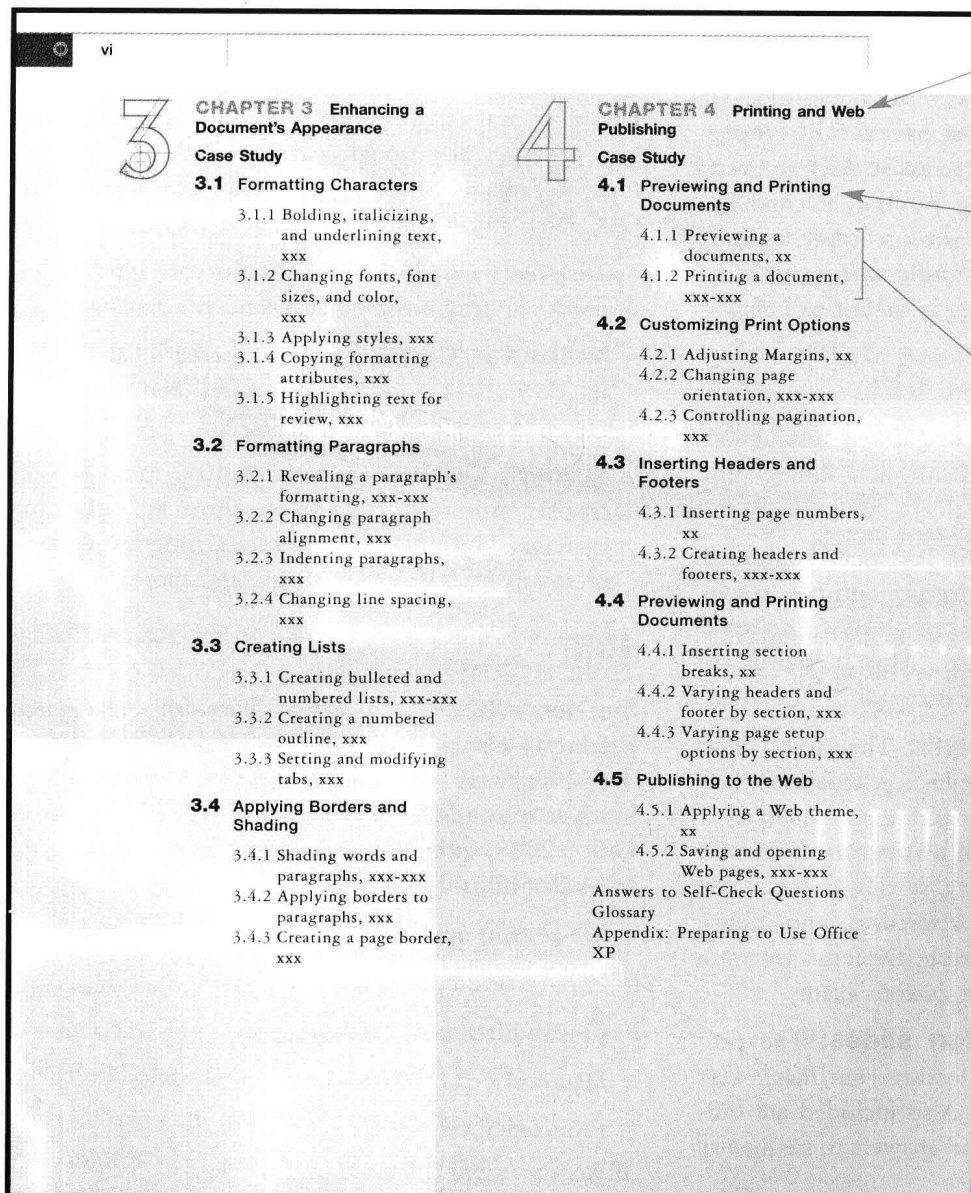 vi
3
CHAPTER 3 Enhancing a
Document's Appearance
Case Study
3.1 Formatting Characters
3.1.1 Bolding, italicizing,
and underlining text,
xxx
3.1.2 Changing fonts, font
sizes, and color,
xxx
3.1.3 Applying styles, xxx
3.1.4 Copying formatting
attributes, xxx
3.1.5 Highlighting text for
review, xxx
3.2 Formatting Paragraphs
3.2.1 Revealing a paragraph's
formatting, xxx-xxx
3.2.2 Changing paragraph
alignment, xxx
3.2.3 Indenting paragraphs,
xxx
3.2.4 Changing line spacing,
xxx
3.3 Creating Lists
3.3.1 Creating bulleted and
numbered lists, xxx-xxx
3.3.2 Creating a numbered
outline, xxx
3.3.3 Setting and modifying
tabs, xxx
3.4 Applying Borders and
Shading
3.4.1 Shading words and
paragraphs, xxx-xxx
3.4.2 Applying borders to
paragraphs, xxx
3.4.3 Creating a page border,
xxx
4
CHAPTER 4 Printing and Web
Publishing
Case Study
4.1 Previewing and Printing
Documents
4.1.1 Previewing a
documents, xx
4.1.2 Printing a document,
xxx-xxx
4.2 Customizing Print Options
4.2.1 Adjusting Margins, xx
4.2.2 Changing page
orientation, xxx-xxx
4.2.3 Controlling pagination,
xxx
4.3 Inserting Headers and
Footers
4.3.1 Inserting page numbers,
xx
4.3.2 Creating headers and
footers, xxx-xxx
4.4 Previewing and Printing
Documents
4.4.1 Inserting section
breaks, xx
4.4.2 Varying headers and
footer by section, xxx
4.4.3 Varying page setup
options by section, xxx
4.5 Publishing to the Web
4.5.1 Applying a Web theme,
xx
4.5.2 Saving and opening
Web pages, xxx-xxx
Answers to Self-Check Questions
Glossary
Appendix: Preparing to Use Office
XP